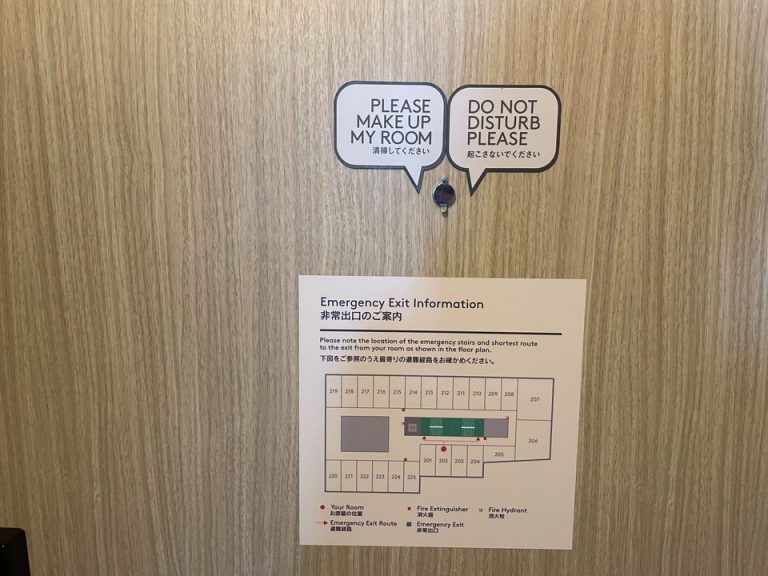 PLEASE
MAKE UP
MY ROOM
清掃してください
DO NOT
DISTURB
PLEASE
起こさないでください
Emergency Exit Information
非常出口のご案内
Please note the location of the emergency stairs and shortest route
to the exit from your room as shown in the floor plan.
下図をご参照のうえ最寄りの避難経路をお確かめください。
219 218 217 216 215 214 213 212 211 210 209 208 207
206
205
201 202 203 204
220 221 222 223 224 225
Your Room
お部屋の位置
Fire Extinguisher
消火器
Fire Hydrant
消火栓
Emergency Exit Route
避難経路
Emergency Exit
非常出口